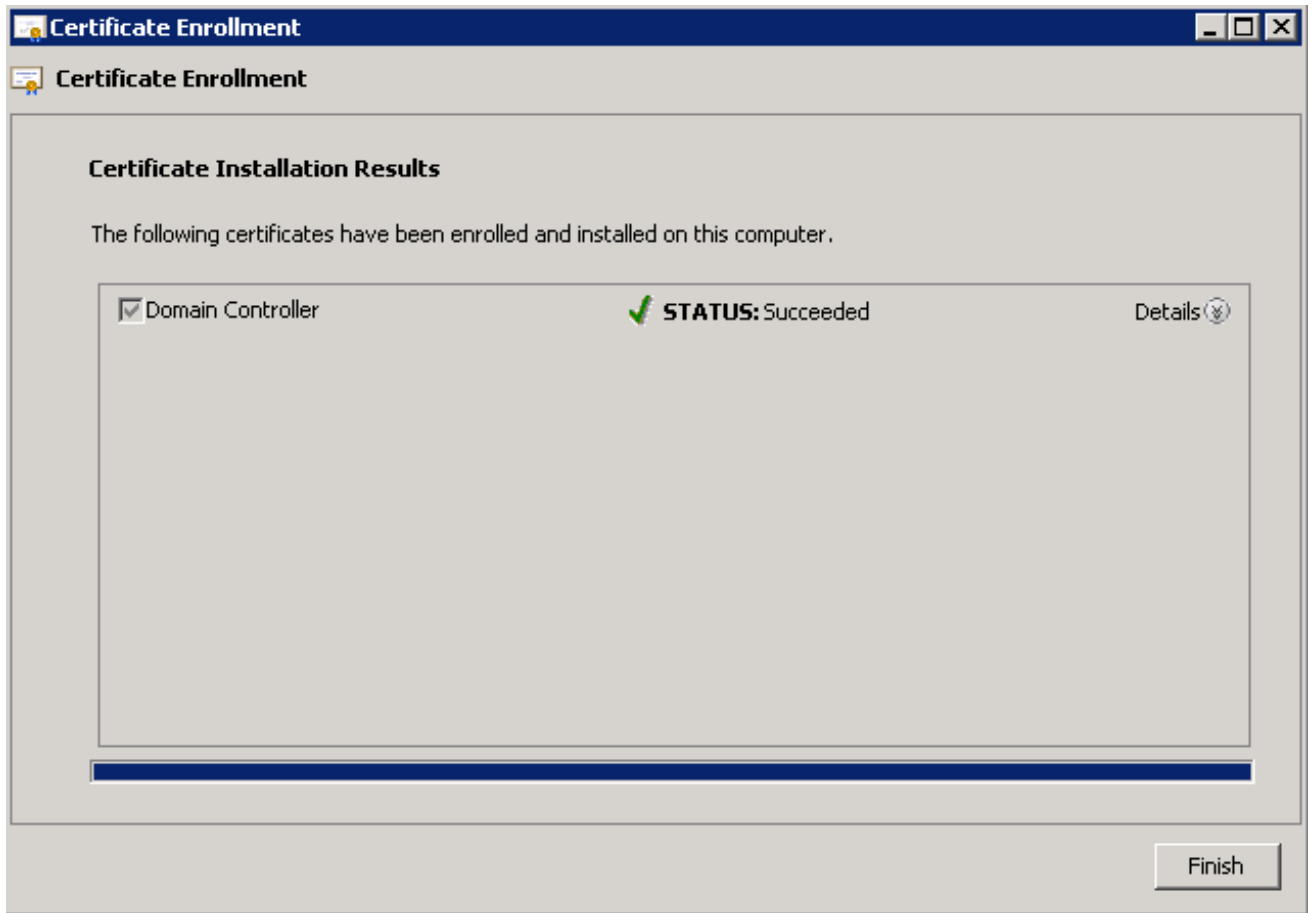 Certificate Enrollment
Certificate Enrollment
Certificate Installation Results
The following certificates have been enrolled and installed on this computer.
Domain Controller STATUS: Succeeded Details
Finish